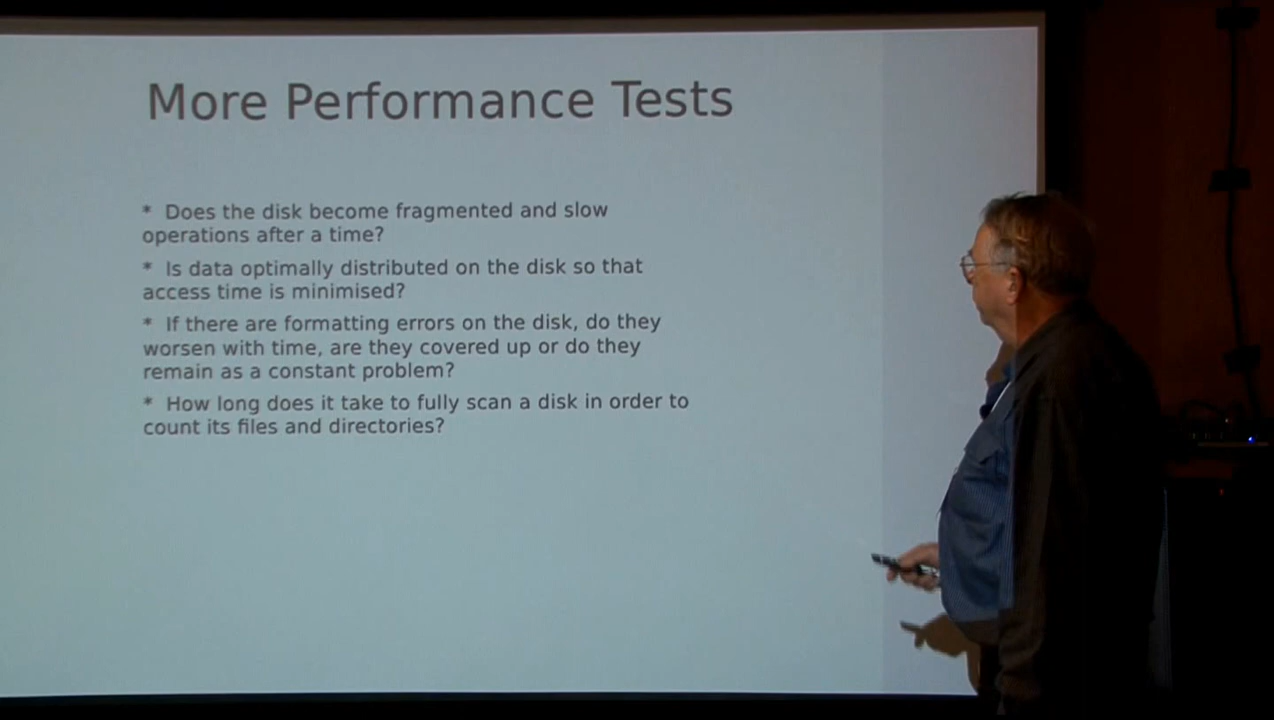 More Performance Tests
* Does the disk become fragmented and slow
operations after a time?
* Is data optimally distributed on the disk so that
access time is minimised?
* If there are formatting errors on the disk, do they
worsen with time, are they covered up or do they
remain as a constant problem?
* How long does it take to fully scan a disk in order to
count its files and directories?